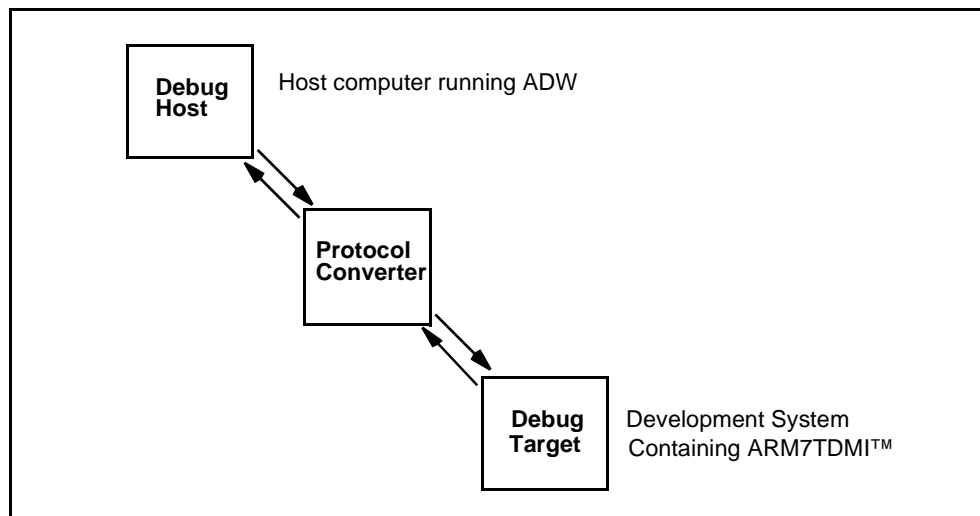 Debug
Host
Host computer running ADW
Protocol
Converter
Debug
Target
Development System
Containing ARM7TDMI™